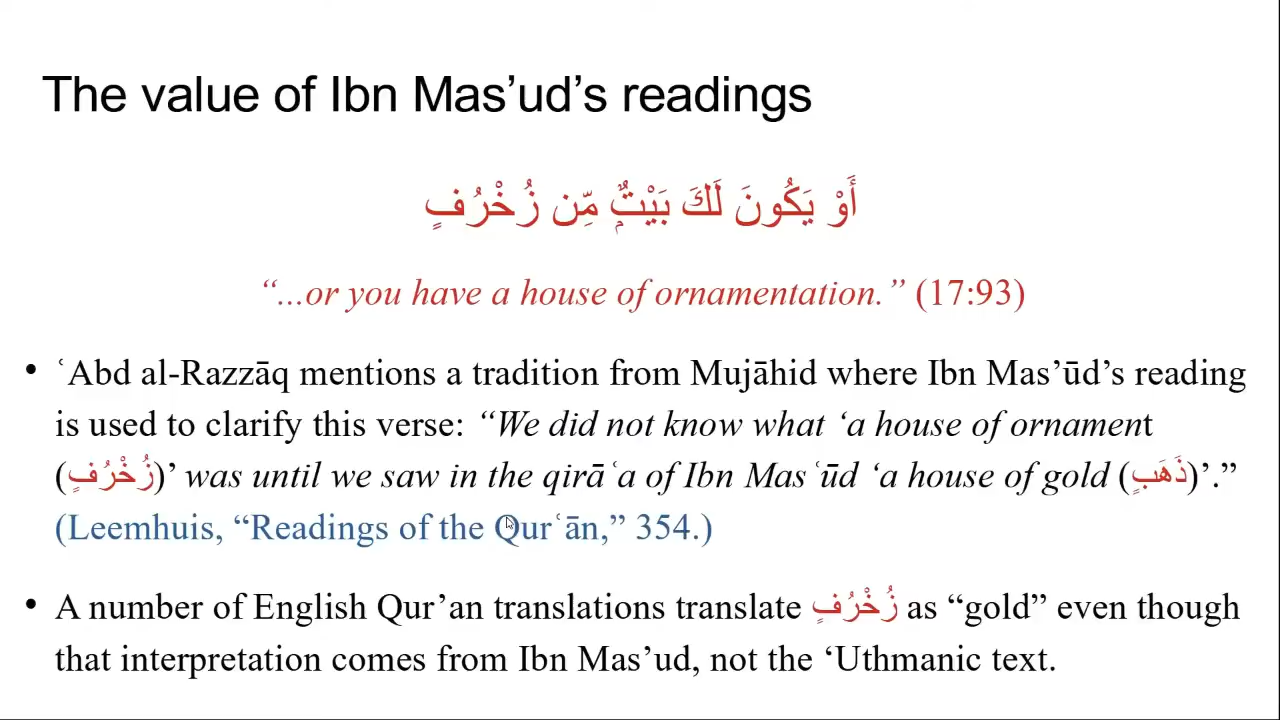 The value of Ibn Mas’ud’s readings
أَوْ يَكُونَ لَكَ بَيْتٌۭ مِّن زُخْرُفٍ
“...or you have a house of ornamentation.” (17:93)
• ʿAbd al-Razzāq mentions a tradition from Mujāhid where Ibn Mas’ūd’s reading
is used to clarify this verse: “We did not know what ‘a house of ornament
(زُخْرُفٍ)’ was until we saw in the qirāʿa of Ibn Masʿūd ‘a house of gold (ذَهَبٍ)’.”
(Leemhuis, “Readings of the Qurʿān,” 354.)
• A number of English Qur’an translations translate زُخْرُفٍ as “gold” even though
that interpretation comes from Ibn Mas’ud, not the ‘Uthmanic text.